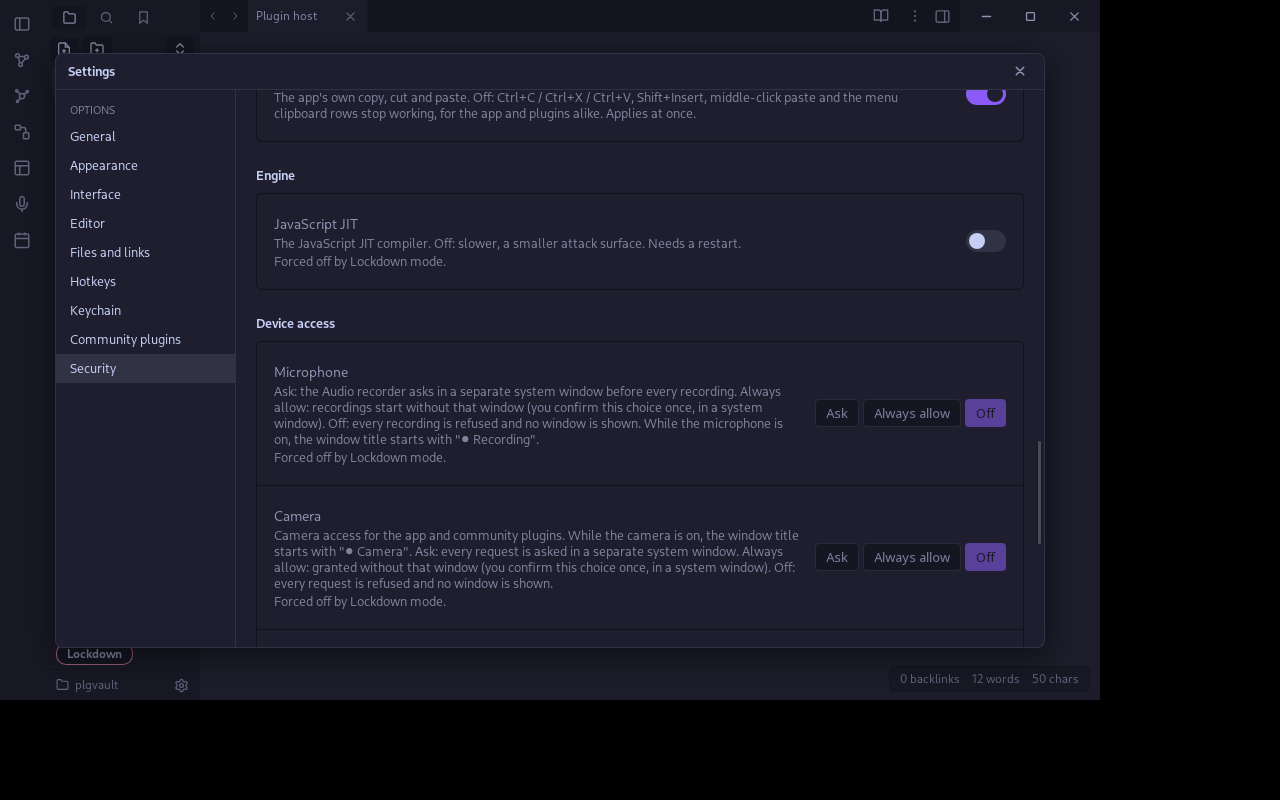 Plugin host
Settings
OPTIONS
General
Appearance
Interface
Editor
Files and links
Hotkeys
Keychain
Community plugins
Security
The app's own copy, cut and paste. Off: Ctrl+C / Ctrl+X / Ctrl+V, Shift+Insert, middle-click paste and the menu
clipboard rows stop working, for the app and plugins alike. Applies at once.
Engine
JavaScript JIT
The JavaScript JIT compiler. Off: slower, a smaller attack surface. Needs a restart.
Forced off by Lockdown mode.
Device access
Microphone
Ask: the Audio recorder asks in a separate system window before every recording. Always
allow: recordings start without that window (you confirm this choice once, in a system
window). Off: every recording is refused and no window is shown. While the microphone is
on, the window title starts with "● Recording".
Forced off by Lockdown mode.
Ask Always allow Off
Camera
Camera access for the app and community plugins. While the camera is on, the window title
starts with "● Camera". Ask: every request is asked in a separate system window. Always
allow: granted without that window (you confirm this choice once, in a system window). Off:
every request is refused and no window is shown.
Forced off by Lockdown mode.
Ask Always allow Off
Lockdown
plgvault
0 backlinks 12 words 50 chars